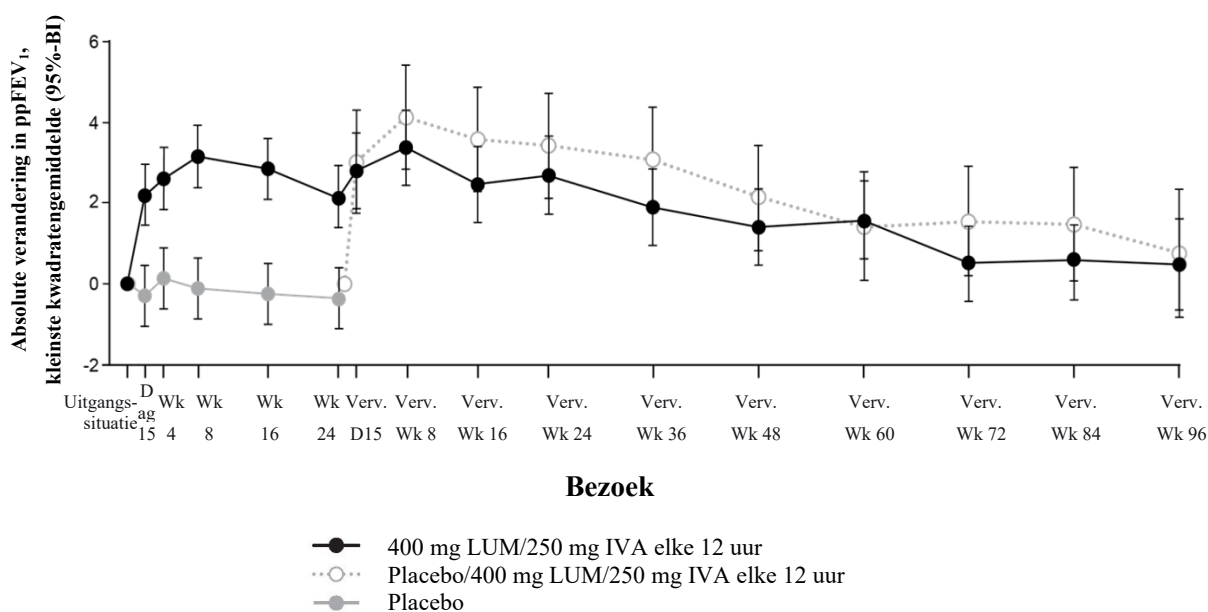 Absolute verandering in ppFEV1,
kleinste kwadratengemiddelde (95%-BI)
6
4
2
0
-2
Uitgangs-
situatie
D
ag
15
Wk
4
Wk
8
Wk
16
Wk
24
Verv.
D15
Verv.
Wk 8
Verv.
Wk 16
Verv.
Wk 24
Verv.
Wk 36
Verv.
Wk 48
Verv.
Wk 60
Verv.
Wk 72
Verv.
Wk 84
Verv.
Wk 96
Bezoek
400 mg LUM/250 mg IVA elke 12 uur
Placebo/400 mg LUM/250 mg IVA elke 12 uur
Placebo